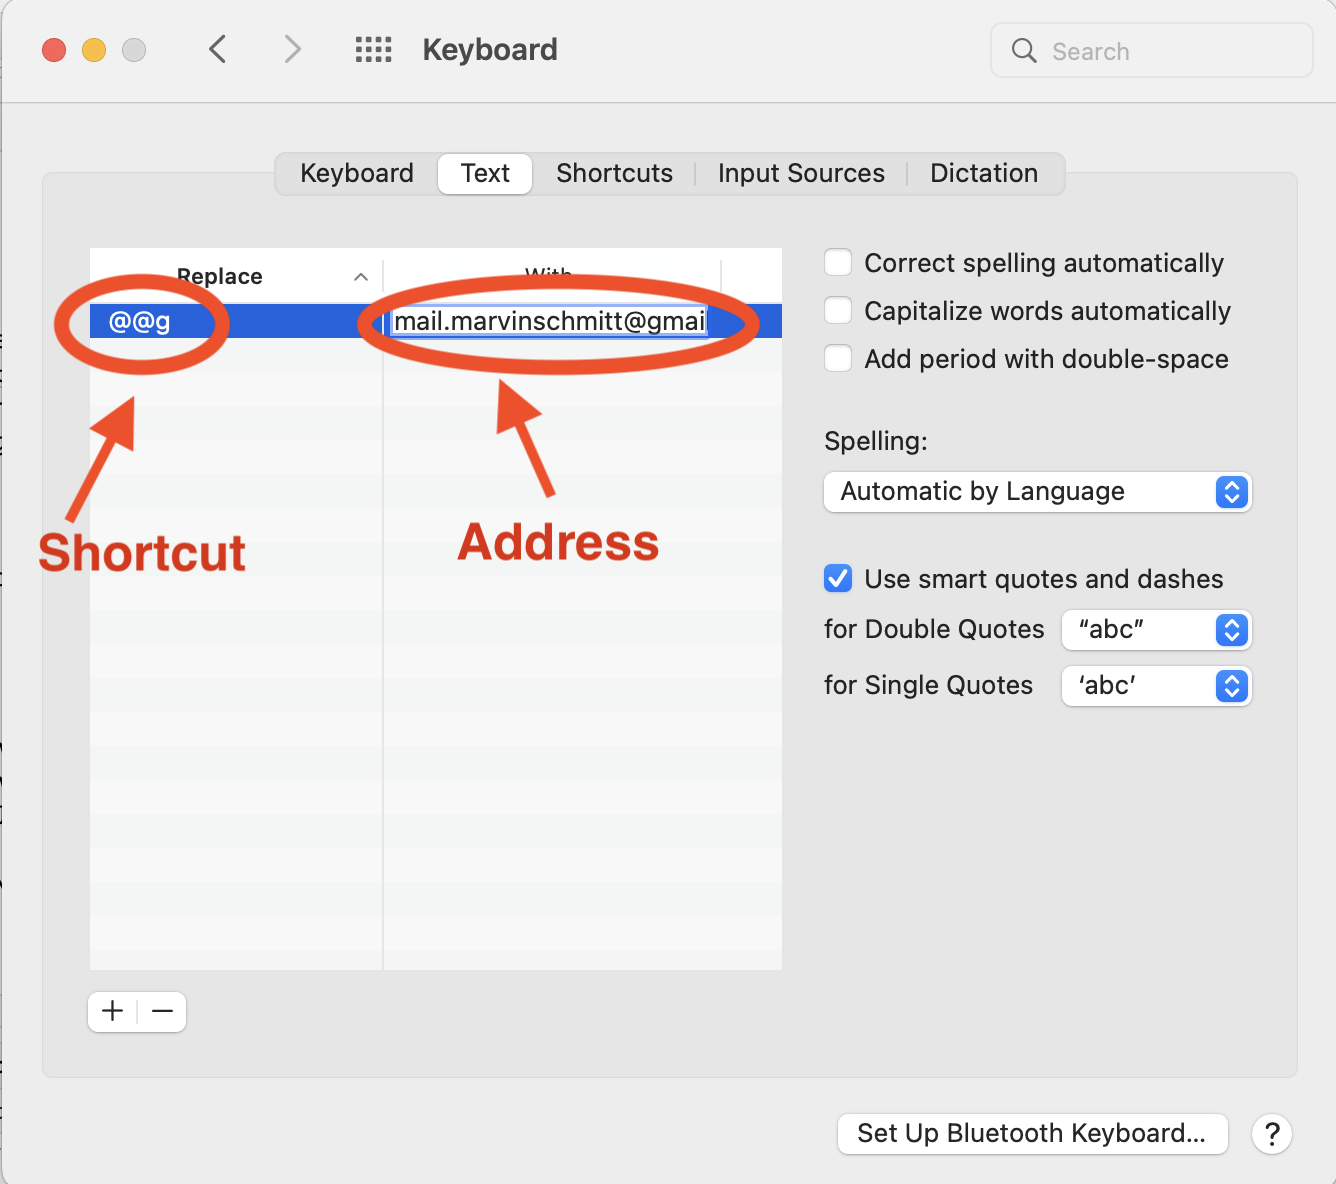 Keyboard
Search
Keyboard Text Shortcuts Input Sources Dictation
Replace With
@@g mail.marvinschmitt@gmai
Shortcut
Address
Correct spelling automatically
Capitalize words automatically
Add period with double-space
Spelling:
Automatic by Language
Use smart quotes and dashes
for Double Quotes “abc”
for Single Quotes ‘abc’
+ −
Set Up Bluetooth Keyboard...
?